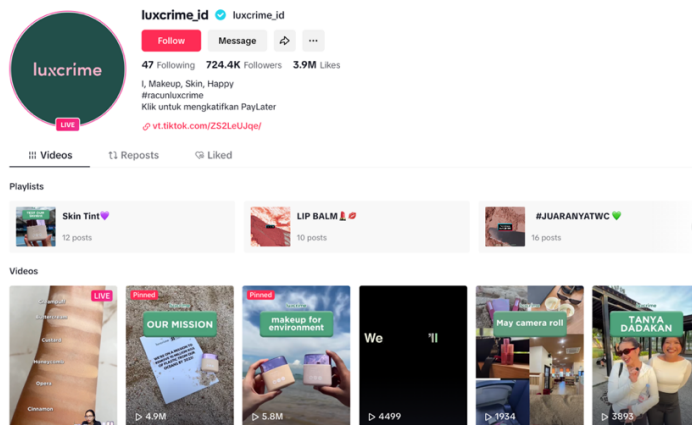 luxcrime_id luxcrime_id
Follow Message
47 Following 724.4K Followers 3.9M Likes
I, Makeup, Skin, Happy
#racunluxcrime
Klik untuk mengkatifkan PayLater
vt.tiktok.com/ZS2LeUJqe/
luxcrime
LIVE
Videos Reposts Liked
Playlists
Skin Tint💜
12 posts
LIP BALM💄💋
10 posts
#JUARANYATWC 💚
16 posts
Videos
LIVE
Buttercream
Custard
Honeycomb
Opera
Cinnamon
Pinned
OUR MISSION
4.9M
Pinned
makeup for
environment
5.8M
We 'll
4499
May camera roll
1934
TANYA
DADAKAN
3893